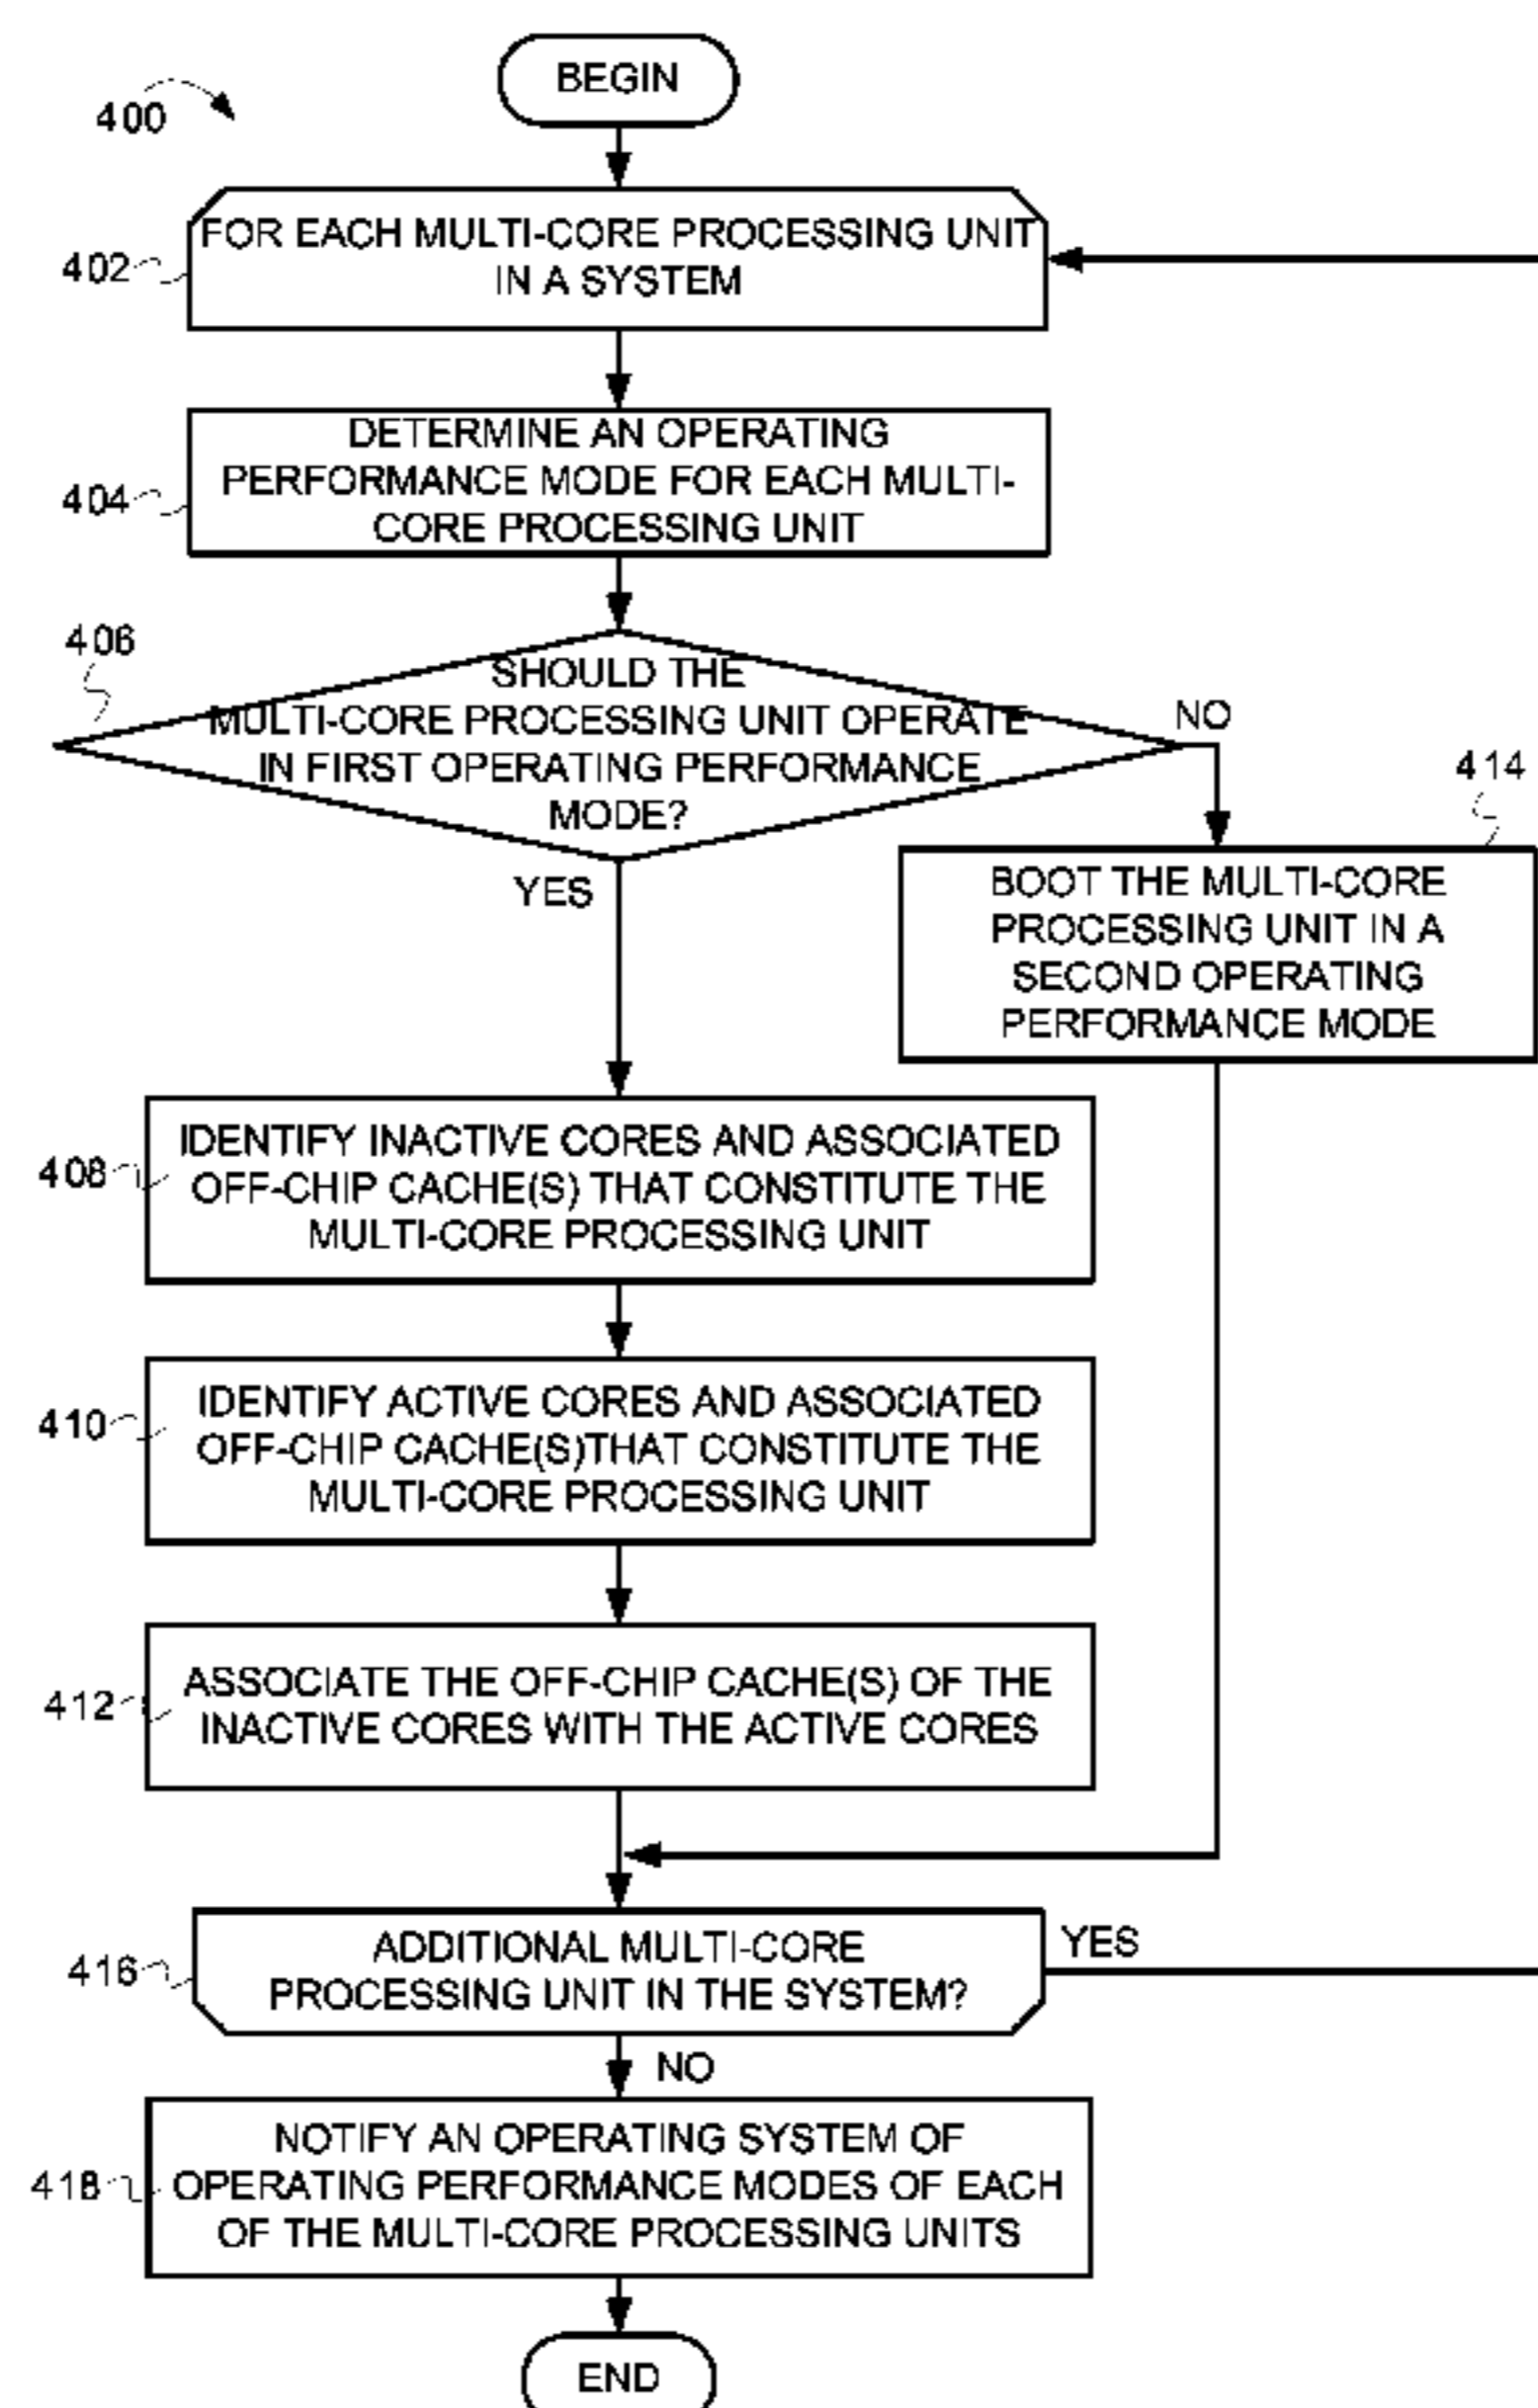 BEGIN
400
FOR EACH MULTI-CORE PROCESSING UNIT
IN A SYSTEM
402
DETERMINE AN OPERATING
PERFORMANCE MODE FOR EACH MULTI-
CORE PROCESSING UNIT
404
406
SHOULD THE
MULTI-CORE PROCESSING UNIT OPERATE
IN FIRST OPERATING PERFORMANCE
MODE?
NO
YES
414
BOOT THE MULTI-CORE
PROCESSING UNIT IN A
SECOND OPERATING
PERFORMANCE MODE
IDENTIFY INACTIVE CORES AND ASSOCIATED
OFF-CHIP CACHE(S) THAT CONSTITUTE THE
MULTI-CORE PROCESSING UNIT
408
IDENTIFY ACTIVE CORES AND ASSOCIATED
OFF-CHIP CACHE(S)THAT CONSTITUTE THE
MULTI-CORE PROCESSING UNIT
410
ASSOCIATE THE OFF-CHIP CACHE(S) OF THE
INACTIVE CORES WITH THE ACTIVE CORES
412
ADDITIONAL MULTI-CORE
PROCESSING UNIT IN THE SYSTEM?
416
YES
NO
NOTIFY AN OPERATING SYSTEM OF
OPERATING PERFORMANCE MODES OF EACH
OF THE MULTI-CORE PROCESSING UNITS
418
END